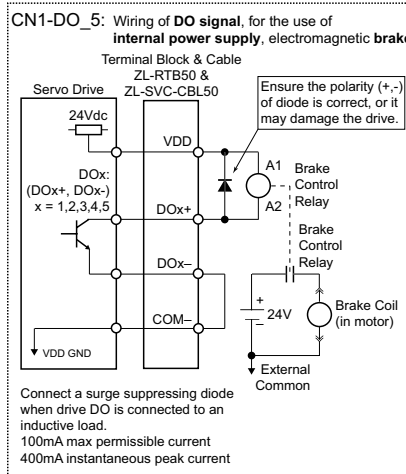 CN1-DO_5: Wiring of DO signal, for the use of
internal power supply, electromagnetic brake
Terminal Block & Cable
ZL-RTB50 &
ZL-SVC-CBL50
Servo Drive
Ensure the polarity (+,-)
of diode is correct, or it
may damage the drive.
24Vdc
VDD
DOx:
(DOx+, DOx-)
x = 1,2,3,4,5
DOx+
A1
A2
Brake
Control
Relay
Brake
Control
Relay
DOx–
COM–
VDD GND
+
24V
–
Brake Coil
(in motor)
External
Common
Connect a surge suppressing diode
when drive DO is connected to an
inductive load.
100mA max permissible current
400mA instantaneous peak current